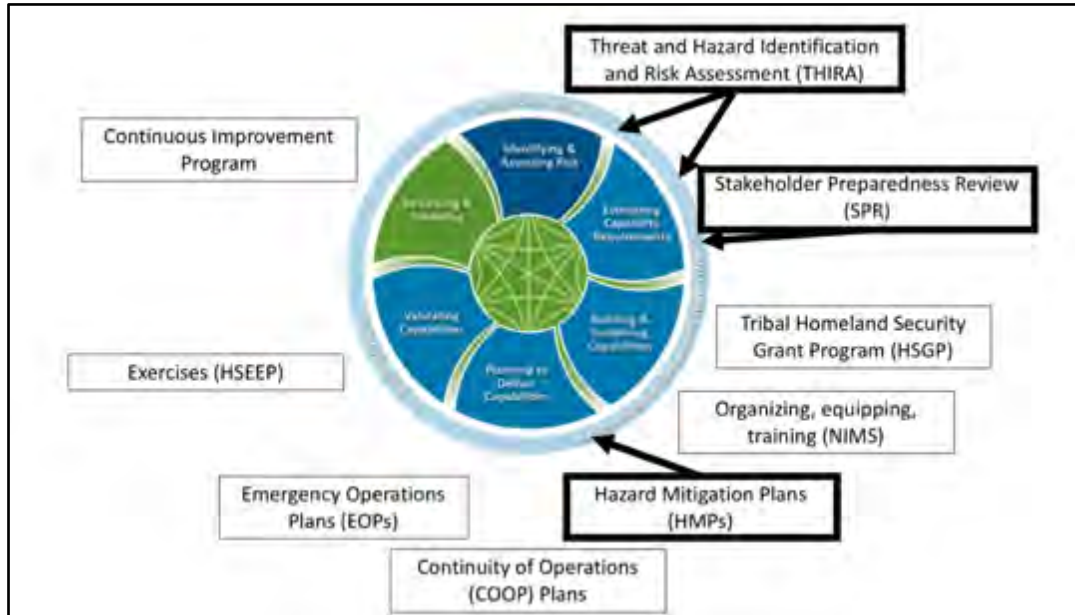 Threat and Hazard Identification
and Risk Assessment (THIRA)
Continuous Improvement
Program
Identifying &
Assessing Risk
Stakeholder Preparedness Review
(SPR)
Estimating
Capability
Requirements
Reviewing &
Updating
Validating
Capabilities
Building &
Sustaining
Capabilities
Tribal Homeland Security
Grant Program (HSGP)
Exercises (HSEEP)
Planning to
Deliver
Capabilities
Organizing, equipping,
training (NIMS)
Emergency Operations
Plans (EOPs)
Hazard Mitigation Plans
(HMPs)
Continuity of Operations
(COOP) Plans